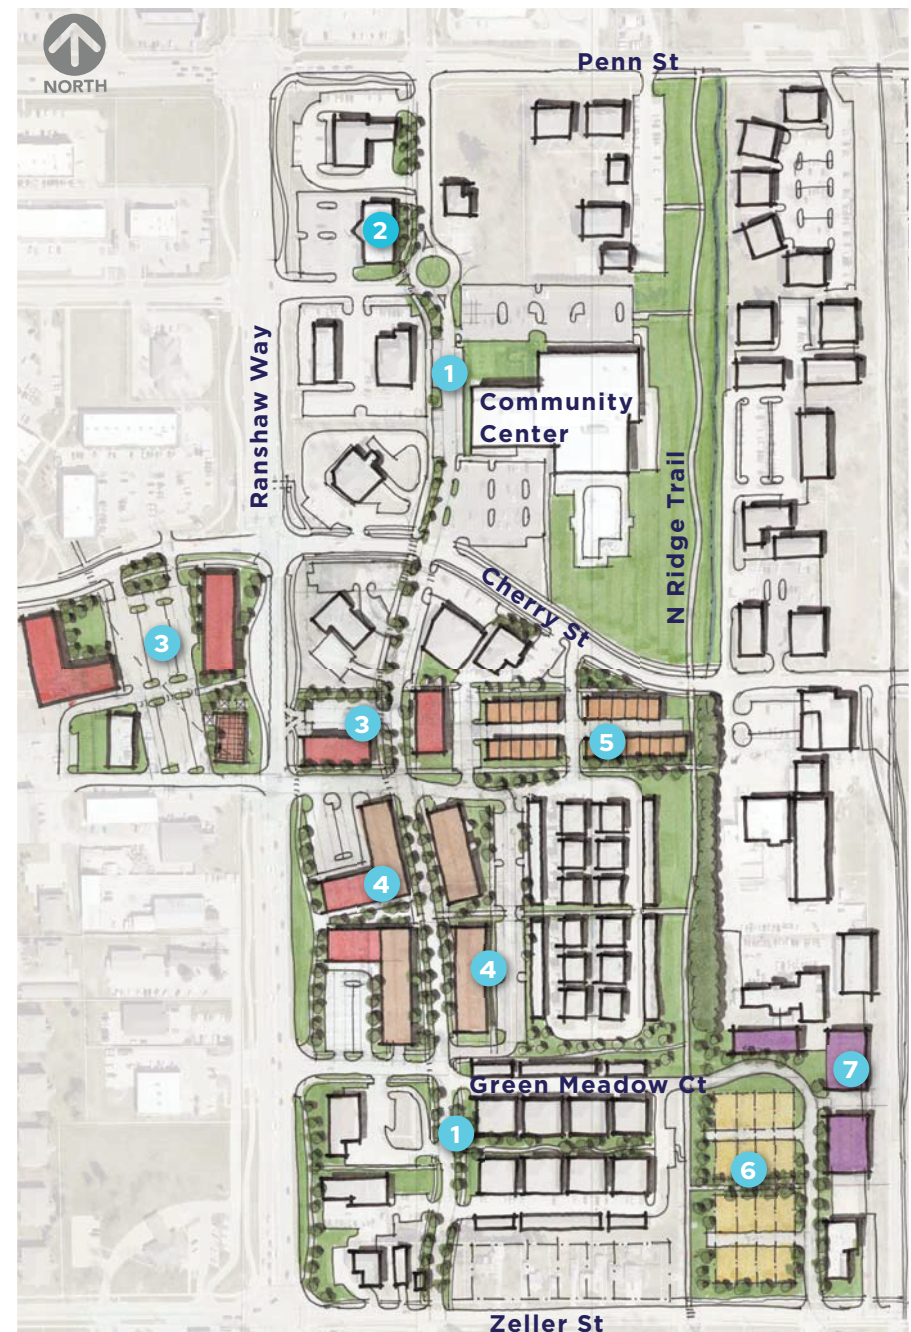 NORTH
Penn St
2
Ranshaw Way
1
Community
Center
N Ridge Trail
Cherry St
3
3
5
4
4
7
Green Meadow Ct
1
6
Zeller St